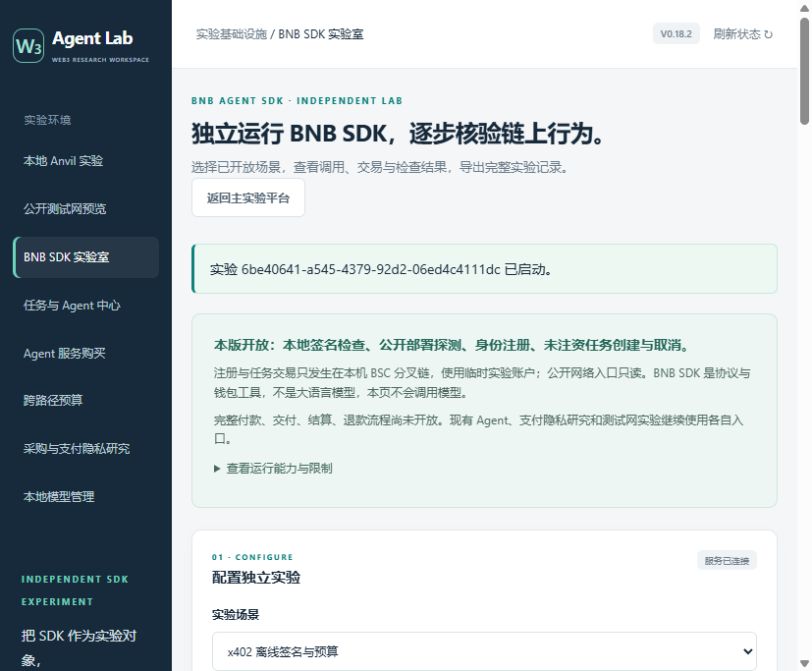 W3 Agent Lab
WEB3 RESEARCH WORKSPACE
实验环境
本地 Anvil 实验
公开测试网预览
BNB SDK 实验室
任务与 Agent 中心
Agent 服务购买
跨路径预算
采购与支付隐私研究
本地模型管理
INDEPENDENT SDK
EXPERIMENT
把 SDK 作为实验对
象，
实验基础设施 / BNB SDK 实验室
V0.18.2
刷新状态 ↻
BNB AGENT SDK · INDEPENDENT LAB
独立运行 BNB SDK，逐步核验链上行为。
选择已开放场景，查看调用、交易与检查结果，导出完整实验记录。
返回主实验平台
实验 6be40641-a545-4379-92d2-06ed4c4111dc 已启动。
本版开放：本地签名检查、公开部署探测、身份注册、未注资任务创建与取消。
注册与任务交易只发生在本机 BSC 分叉链，使用临时实验账户；公开网络入口只读。BNB SDK 是协议与
钱包工具，不是大语言模型，本页不会调用模型。
完整付款、交付、结算、退款流程尚未开放。现有 Agent、支付隐私研究和测试网实验继续使用各自入
口。
▶ 查看运行能力与限制
01 · CONFIGURE
配置独立实验
服务已连接
实验场景
x402 离线签名与预算